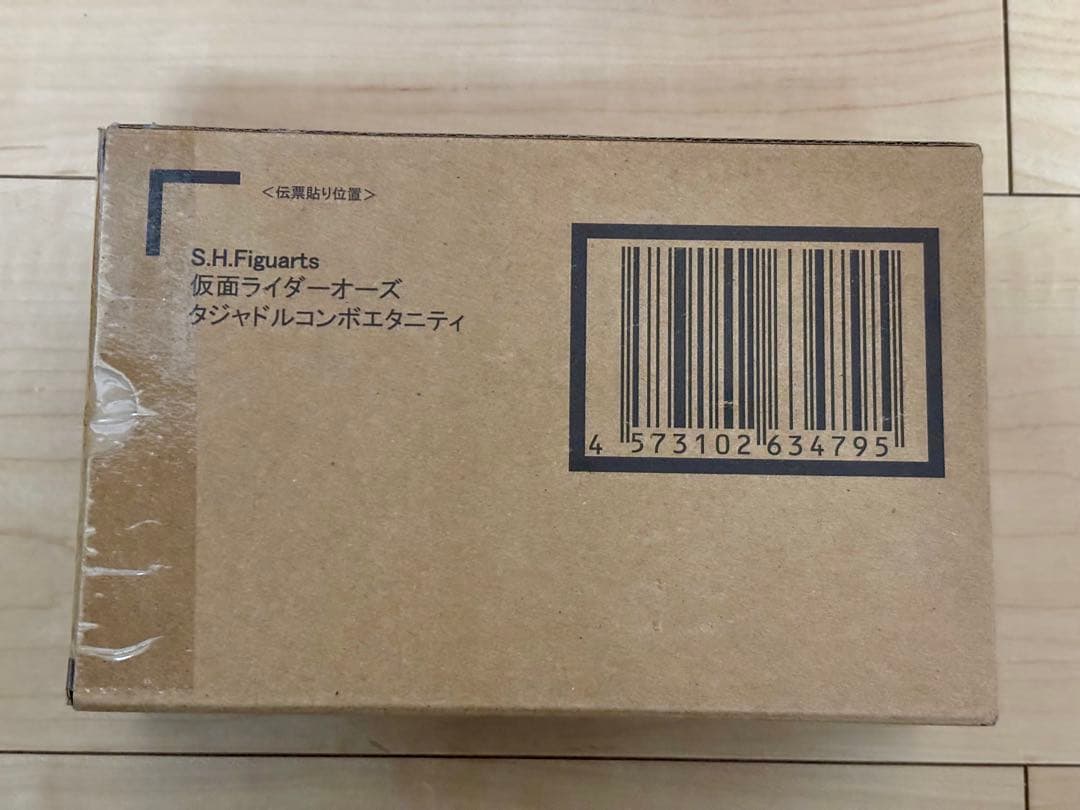 ＜伝票貼り位置＞
S.H.Figuarts
仮面ライダーオーズ
タジャドルコンボエタニティ
4 573102 634795